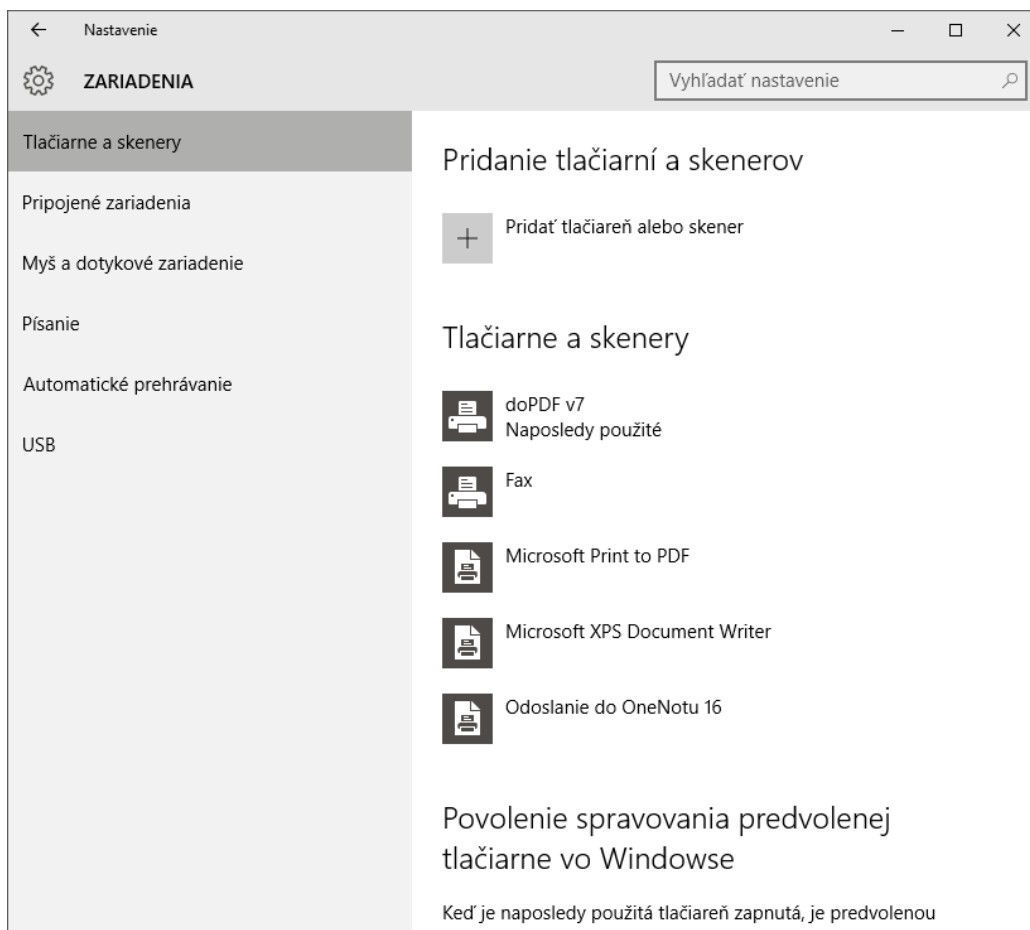 Nastavenie
ZARIADENIA
Vyhľadať nastavenie
Tlačiarne a skenery
Pripojené zariadenia
Myš a dotykové zariadenie
Písanie
Automatické prehrávanie
USB
Pridanie tlačiarní a skenerov
Pridať tlačiareň alebo skener
Tlačiarne a skenery
doPDF v7
Naposledy použité
Fax
Microsoft Print to PDF
Microsoft XPS Document Writer
Odoslanie do OneNotu 16
Povolenie spravovania predvolenej
tlačiarne vo Windowse
Keď je naposledy použitá tlačiareň zapnutá, je predvolenou